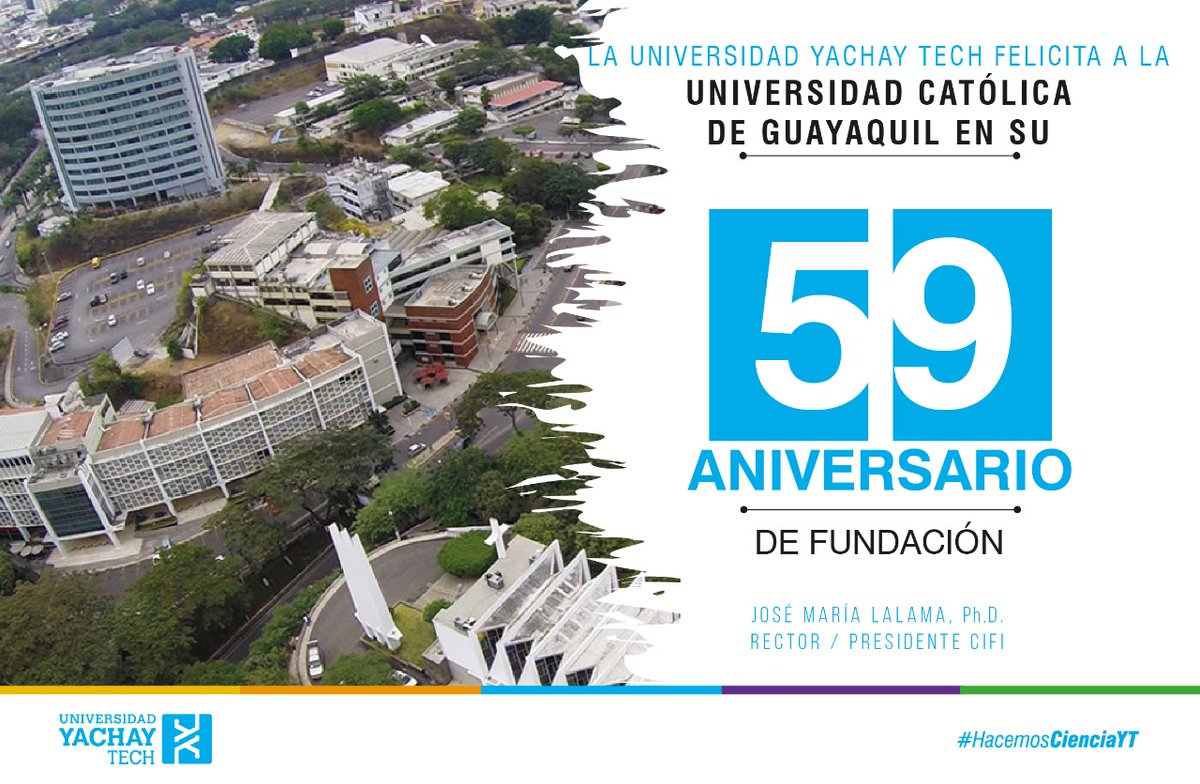 LA UNIVERSIDAD YACHAY TECH FELICITA A LA
UNIVERSIDAD CATÓLICA
DE GUAYAQUIL EN SU
59
ANIVERSARIO
DE FUNDACIÓN
JOSÉ MARÍA LALAMA, Ph.D.
RECTOR / PRESIDENTE CIFI
UNIVERSIDAD
YACHAY
TECH
#HacemosCienciaYT